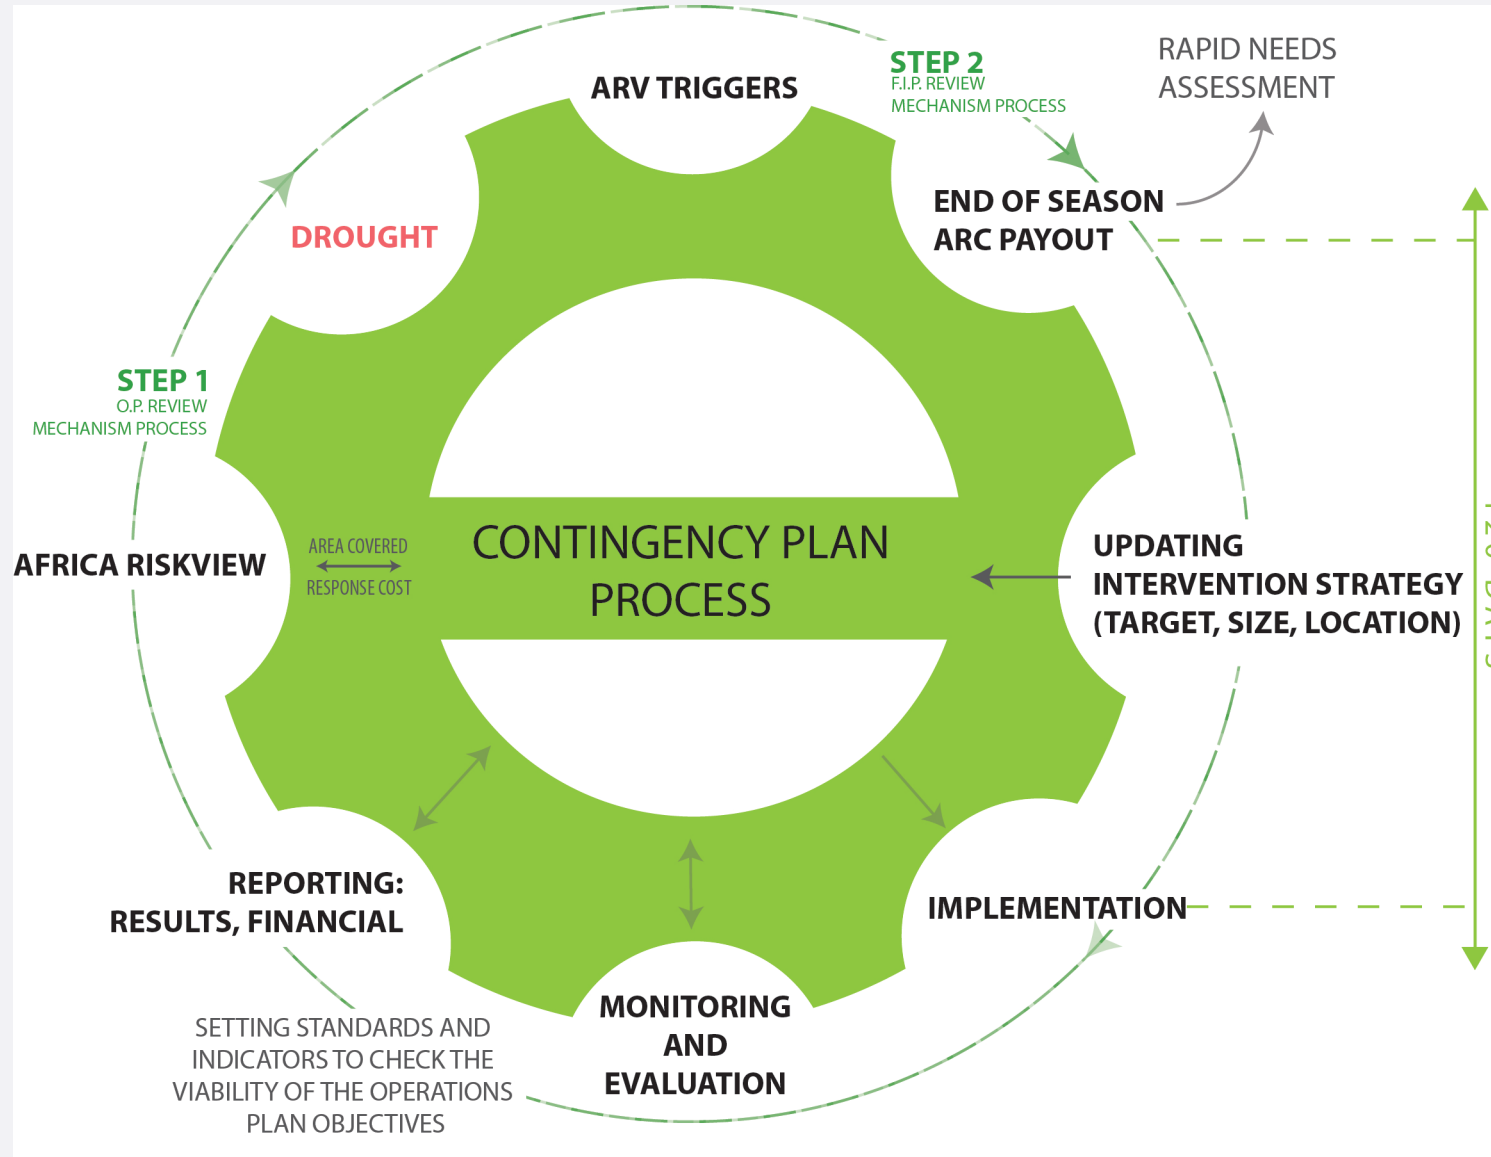 RAPID NEEDS
ASSESSMENT
STEP 2
F.I.P. REVIEW
MECHANISM PROCESS
ARV TRIGGERS
END OF SEASON
ARC PAYOUT
DROUGHT
STEP 1
O.P. REVIEW
MECHANISM PROCESS
AFRICA RISKVIEW
AREA COVERED
RESPONSE COST
CONTINGENCY PLAN
PROCESS
UPDATING
INTERVENTION STRATEGY
(TARGET, SIZE, LOCATION)
REPORTING:
RESULTS, FINANCIAL
IMPLEMENTATION
MONITORING
AND
EVALUATION
SETTING STANDARDS AND
INDICATORS TO CHECK THE
VIABILITY OF THE OPERATIONS
PLAN OBJECTIVES